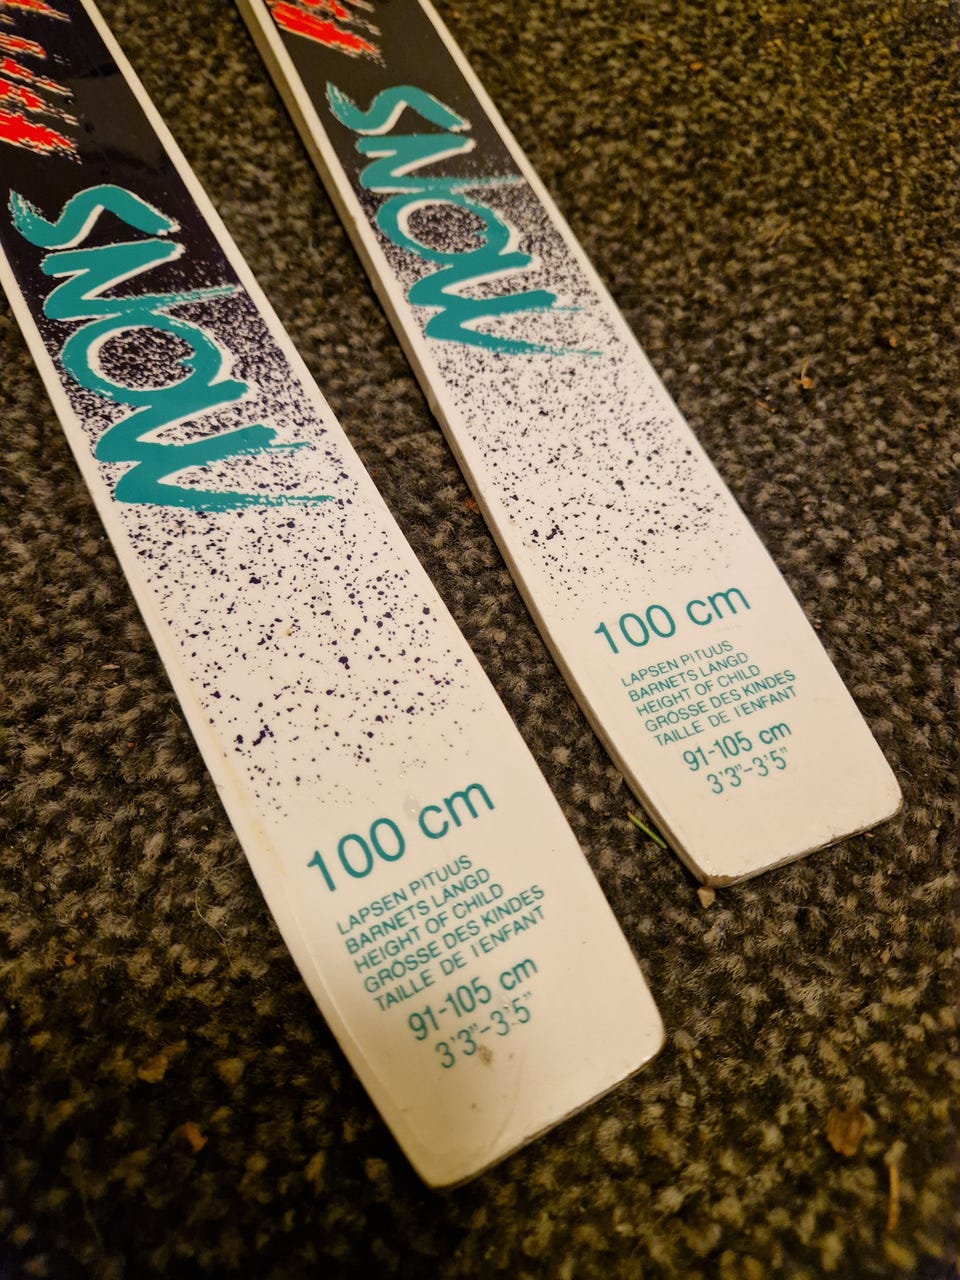 SNOW
100 cm
LAPSEN PITUUS
BARNETS LÄNGD
HEIGHT OF CHILD
GRÖSSE DES KINDES
TAILLE DE l'ENFANT
91-105 cm
3'3"-3'5"
SNOW
100 cm
LAPSEN PITUUS
BARNETS LÄNGD
HEIGHT OF CHILD
GRÖSSE DES KINDES
TAILLE DE l'ENFANT
91-105 cm
3'3"-3'5"